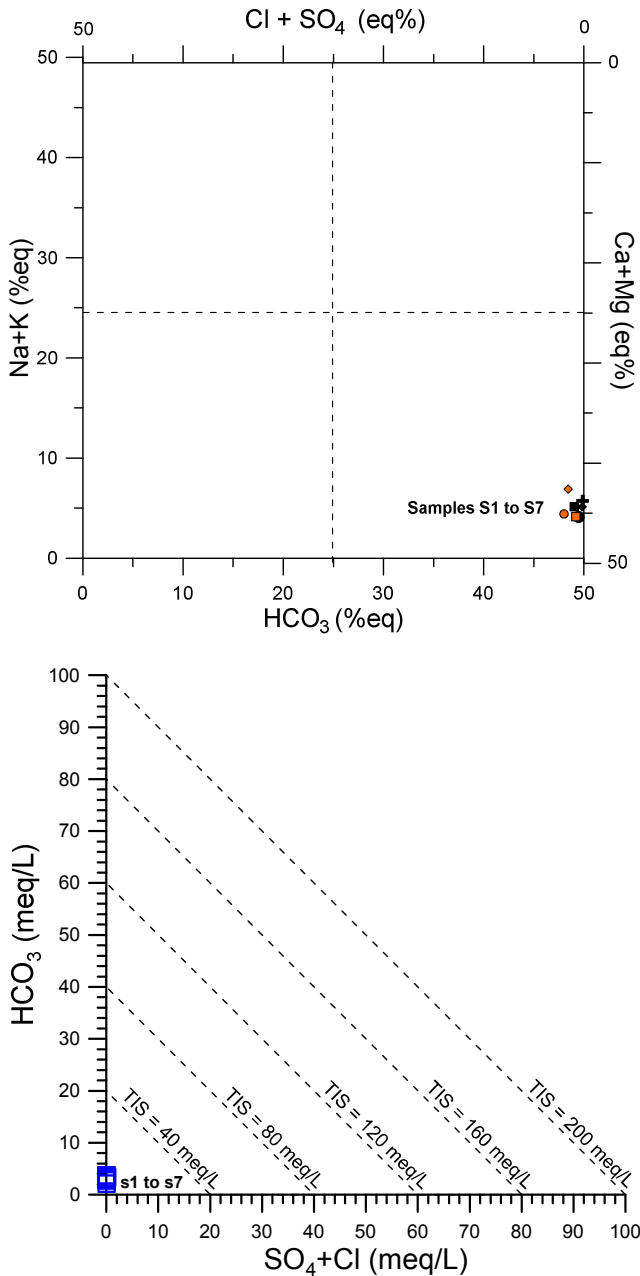 Cl + SO₄ (eq%)
50
0
50
40
30
20
10
0
Na+K (%eq)
0
50
Ca+Mg (eq%)
Samples S1 to S7
0 10 20 30 40 50
HCO₃ (%eq)
100
90
80
70
60
50
40
30
20
10
0
HCO₃ (meq/L)
TIS = 40 meq/L
TIS = 80 meq/L
TIS = 120 meq/L
TIS = 160 meq/L
TIS = 200 meq/L
s1 to s7
0 10 20 30 40 50 60 70 80 90 100
SO₄+Cl (meq/L)